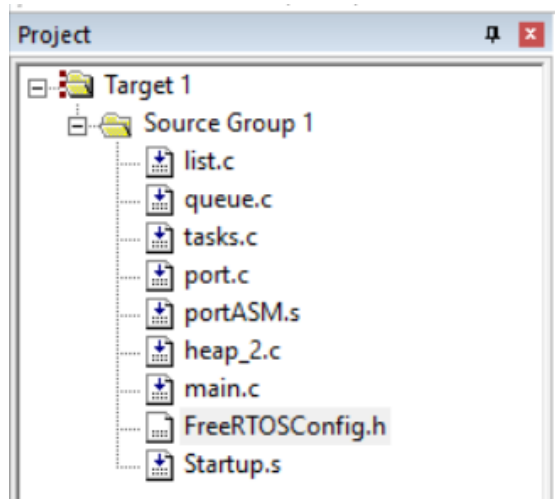 Project
Target 1
Source Group 1
list.c
queue.c
tasks.c
port.c
portASM.s
heap_2.c
main.c
FreeRTOSConfig.h
Startup.s